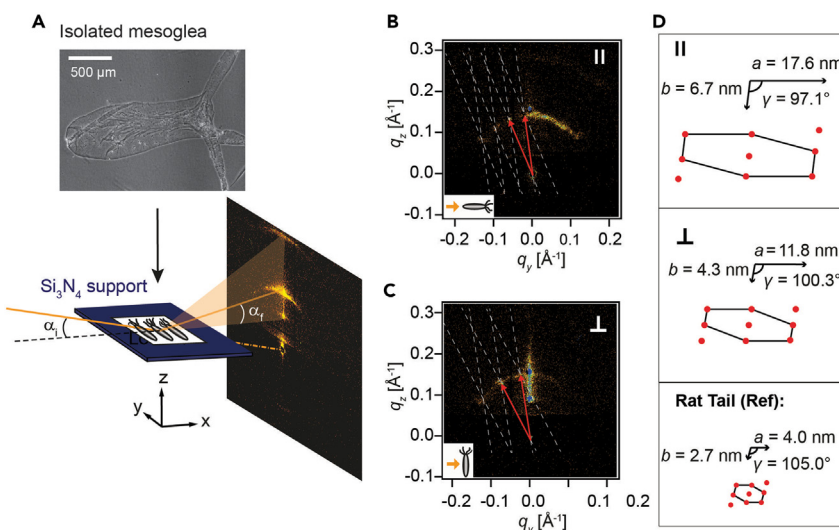 A
Isolated mesoglea
500 µm
Si₃N₄ support
αi
αf
z
y
x
B
||
0.3
0.2
0.1
0.0
-0.1
qz [Å⁻¹]
-0.2
-0.1
0.0
0.1
0.2
qy [Å⁻¹]
C
⊥
0.3
0.2
0.1
0.0
-0.1
qz [Å⁻¹]
-0.2
-0.1
0.0
0.1
0.2
qy [Å⁻¹]
D
||
a = 17.6 nm
b = 6.7 nm
γ = 97.1°
⊥
a = 11.8 nm
b = 4.3 nm
γ = 100.3°
Rat Tail (Ref):
a = 4.0 nm
b = 2.7 nm
γ = 105.0°